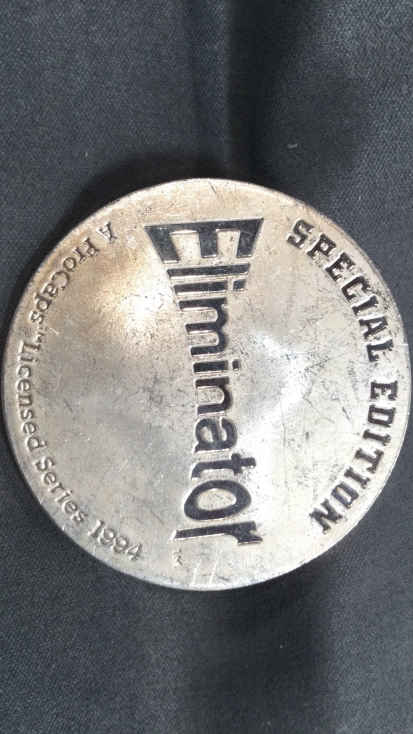 SPECIAL EDITION
Eliminator
A ProCaps™ Licensed Series 1994